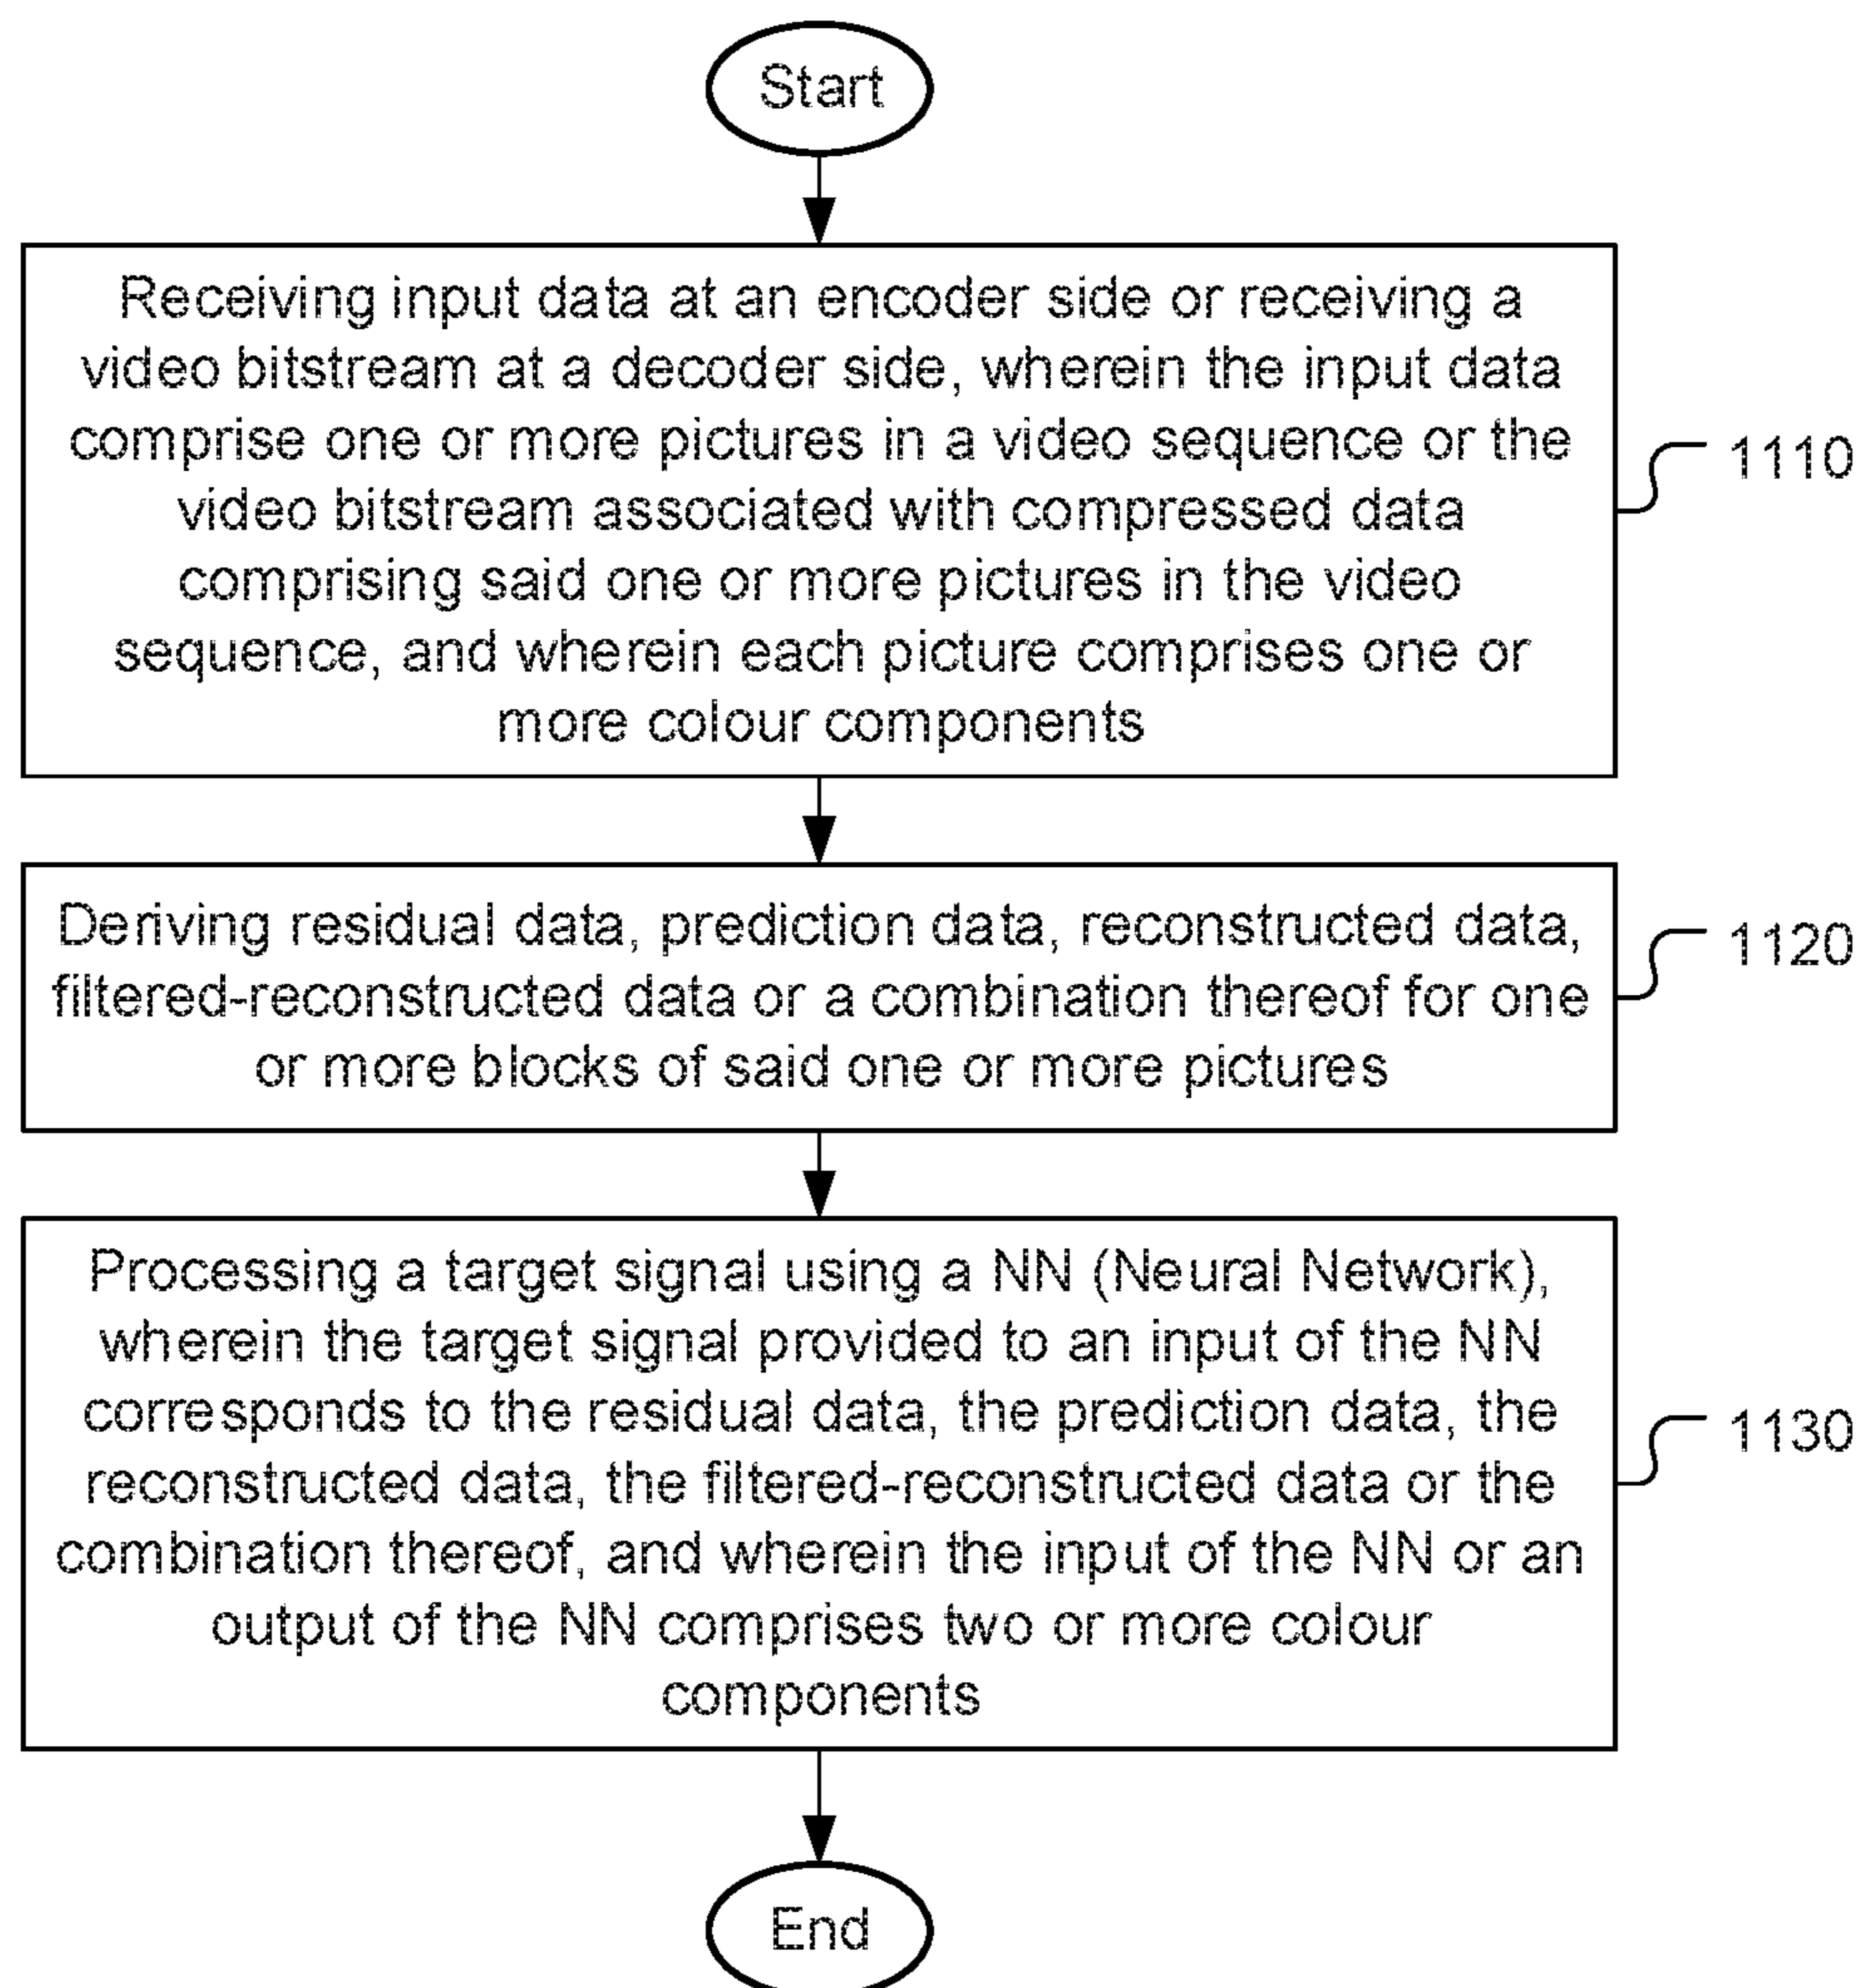 Start
Receiving input data at an encoder side or receiving a
video bitstream at a decoder side, wherein the input data
comprise one or more pictures in a video sequence or the
video bitstream associated with compressed data
comprising said one or more pictures in the video
sequence, and wherein each picture comprises one or
more colour components
1110
Deriving residual data, prediction data, reconstructed data,
filtered-reconstructed data or a combination thereof for one
or more blocks of said one or more pictures
1120
Processing a target signal using a NN (Neural Network),
wherein the target signal provided to an input of the NN
corresponds to the residual data, the prediction data, the
reconstructed data, the filtered-reconstructed data or the
combination thereof, and wherein the input of the NN or an
output of the NN comprises two or more colour
components
1130
End